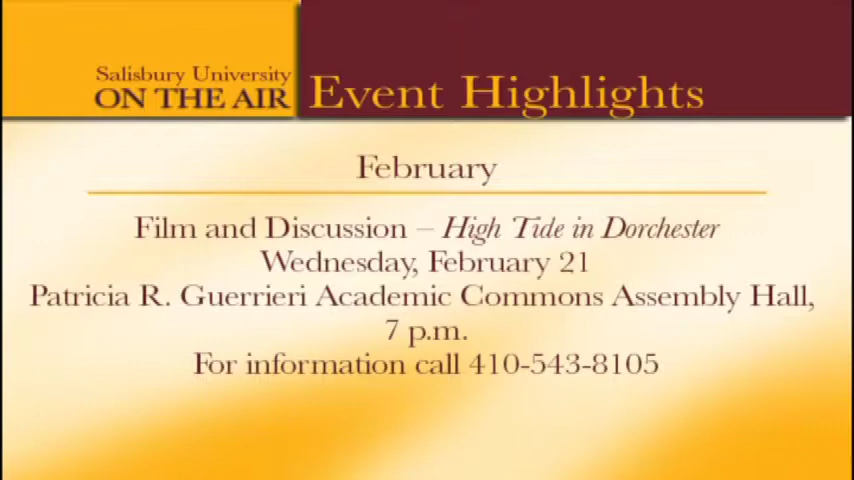 Salisbury University
ON THE AIR
Event Highlights
February
Film and Discussion – High Tide in Dorchester
Wednesday, February 21
Patricia R. Guerrieri Academic Commons Assembly Hall,
7 p.m.
For information call 410-543-8105